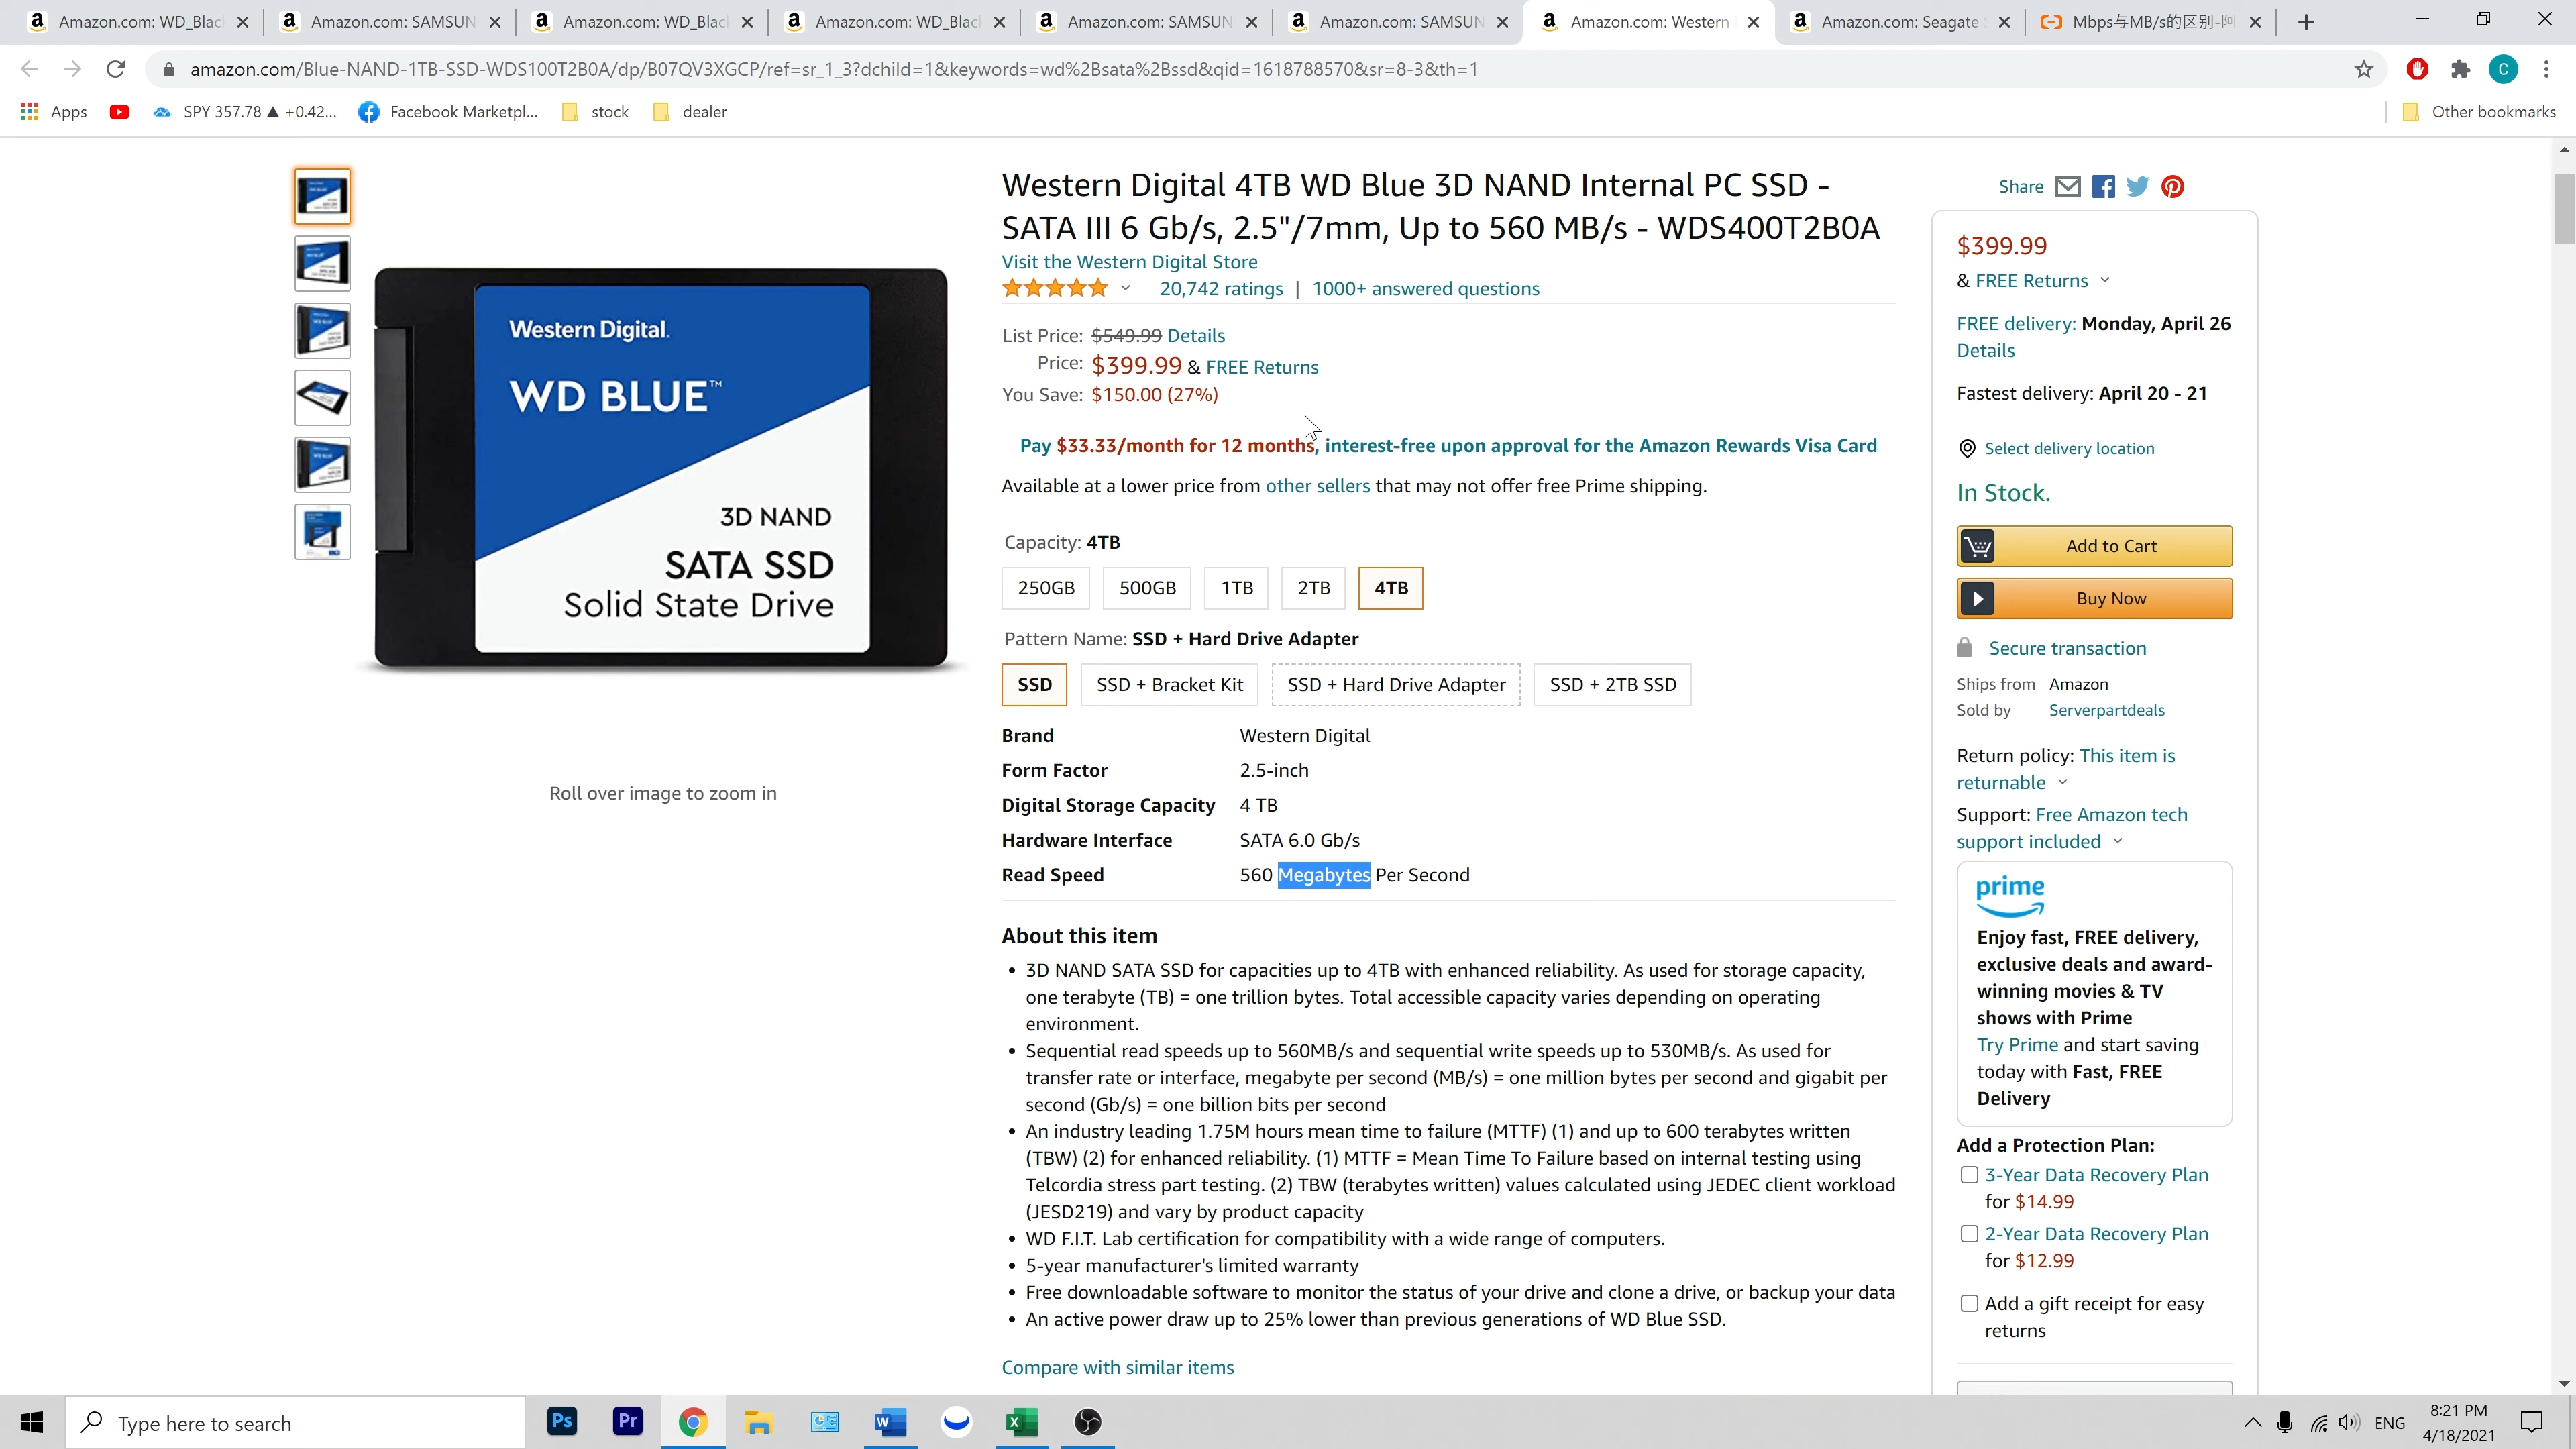 Amazon.com: WD_Blac
Amazon.com: SAMSUN
Amazon.com: WD_Blac
Amazon.com: WD_Blac
Amazon.com: SAMSUN
Amazon.com: SAMSUN
Amazon.com: Western
Amazon.com: Seagate
Mbps与MB/s的区别-阿
amazon.com/Blue-NAND-1TB-SSD-WDS100T2B0A/dp/B07QV3XGCP/ref=sr_1_3?dchild=1&keywords=wd%2Bsata%2Bssd&qid=1618788570&sr=8-3&th=1
C
Apps
SPY 357.78 ▲ +0.42...
Facebook Marketpl...
stock
dealer
Other bookmarks
Western Digital.
WD BLUE™
3D NAND
SATA SSD
Solid State Drive
Roll over image to zoom in
Western Digital 4TB WD Blue 3D NAND Internal PC SSD -
SATA III 6 Gb/s, 2.5"/7mm, Up to 560 MB/s - WDS400T2B0A
Visit the Western Digital Store
20,742 ratings | 1000+ answered questions
List Price: $549.99 Details
Price: $399.99 & FREE Returns
You Save: $150.00 (27%)
Pay $33.33/month for 12 months, interest-free upon approval for the Amazon Rewards Visa Card
Available at a lower price from other sellers that may not offer free Prime shipping.
Capacity: 4TB
250GB 500GB 1TB 2TB 4TB
Pattern Name: SSD + Hard Drive Adapter
SSD SSD + Bracket Kit SSD + Hard Drive Adapter SSD + 2TB SSD
Brand Western Digital
Form Factor 2.5-inch
Digital Storage Capacity 4 TB
Hardware Interface SATA 6.0 Gb/s
Read Speed 560 Megabytes Per Second
About this item
• 3D NAND SATA SSD for capacities up to 4TB with enhanced reliability. As used for storage capacity,
one terabyte (TB) = one trillion bytes. Total accessible capacity varies depending on operating
environment.
• Sequential read speeds up to 560MB/s and sequential write speeds up to 530MB/s. As used for
transfer rate or interface, megabyte per second (MB/s) = one million bytes per second and gigabit per
second (Gb/s) = one billion bits per second
• An industry leading 1.75M hours mean time to failure (MTTF) (1) and up to 600 terabytes written
(TBW) (2) for enhanced reliability. (1) MTTF = Mean Time To Failure based on internal testing using
Telcordia stress part testing. (2) TBW (terabytes written) values calculated using JEDEC client workload
(JESD219) and vary by product capacity
• WD F.I.T. Lab certification for compatibility with a wide range of computers.
• 5-year manufacturer's limited warranty
• Free downloadable software to monitor the status of your drive and clone a drive, or backup your data
• An active power draw up to 25% lower than previous generations of WD Blue SSD.
Compare with similar items
Share
$399.99
& FREE Returns
FREE delivery: Monday, April 26
Details
Fastest delivery: April 20 - 21
Select delivery location
In Stock.
Add to Cart
Buy Now
Secure transaction
Ships from Amazon
Sold by Serverpartdeals
Return policy: This item is
returnable
Support: Free Amazon tech
support included
prime
Enjoy fast, FREE delivery,
exclusive deals and award-
winning movies & TV
shows with Prime
Try Prime and start saving
today with Fast, FREE
Delivery
Add a Protection Plan:
3-Year Data Recovery Plan
for $14.99
2-Year Data Recovery Plan
for $12.99
Add a gift receipt for easy
returns
Type here to search
Ps
Pr
W
X
ENG
8:21 PM
4/18/2021